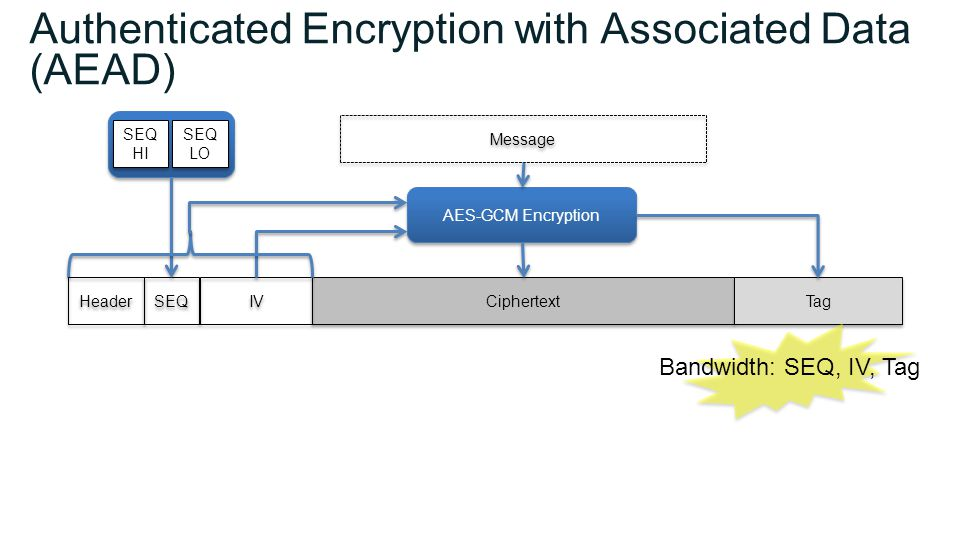 Authenticated Encryption with Associated Data
(AEAD)
SEQ
HI
SEQ
LO
Message
AES-GCM Encryption
Header
SEQ
IV
Ciphertext
Tag
Bandwidth: SEQ, IV, Tag